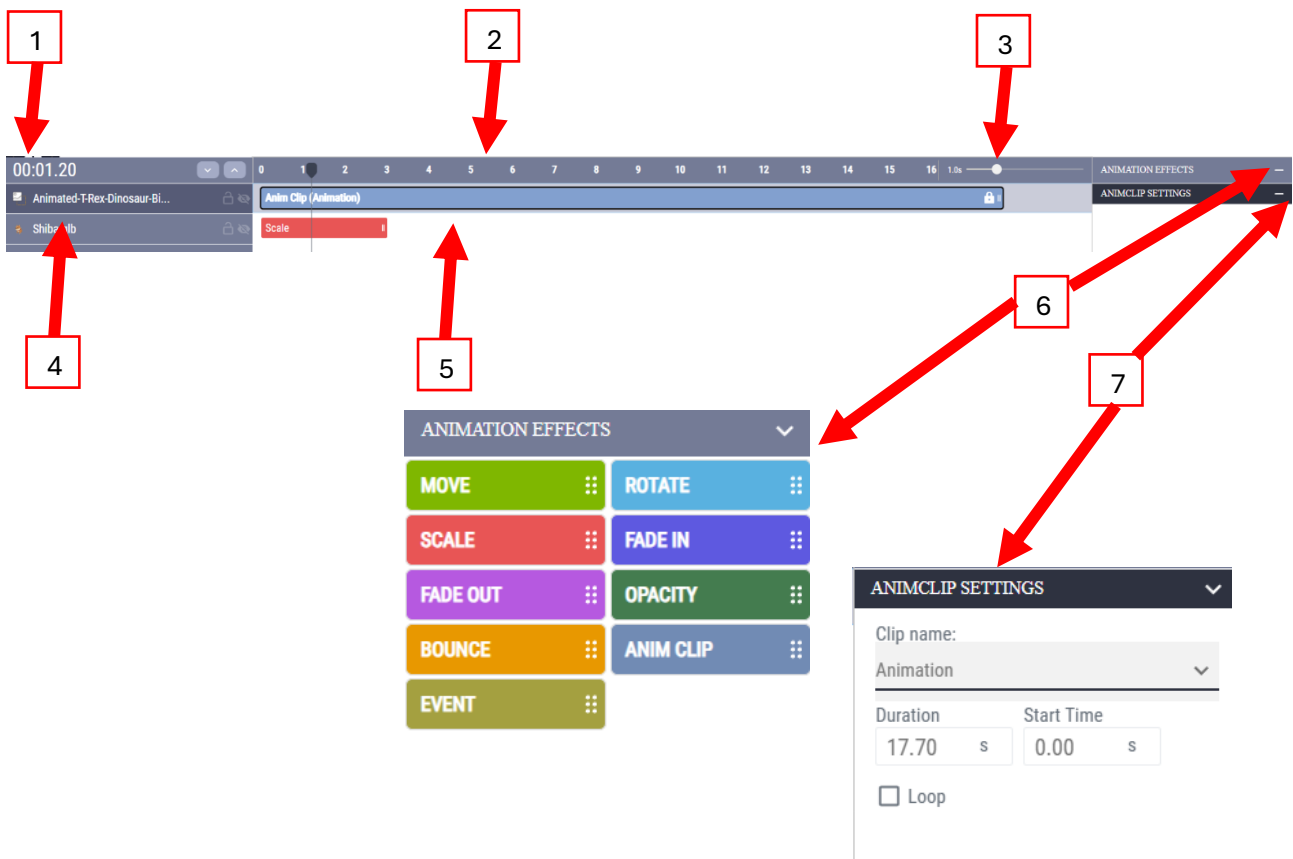 1
2
3
00:01.20 0 1 2 3 4 5 6 7 8 9 10 11 12 13 14 15 16 1.0s ANIMATION EFFECTS
Animated-T-Rex-Dinosaur-Bi... Anim Clip (Animation) ANIMCLIP SETTINGS
Scale
4
5
6
7
ANIMATION EFFECTS
MOVE ROTATE
SCALE FADE IN
FADE OUT OPACITY
BOUNCE ANIM CLIP
EVENT
ANIMCLIP SETTINGS
Clip name:
Animation
Duration Start Time
17.70 s 0.00 s
Loop